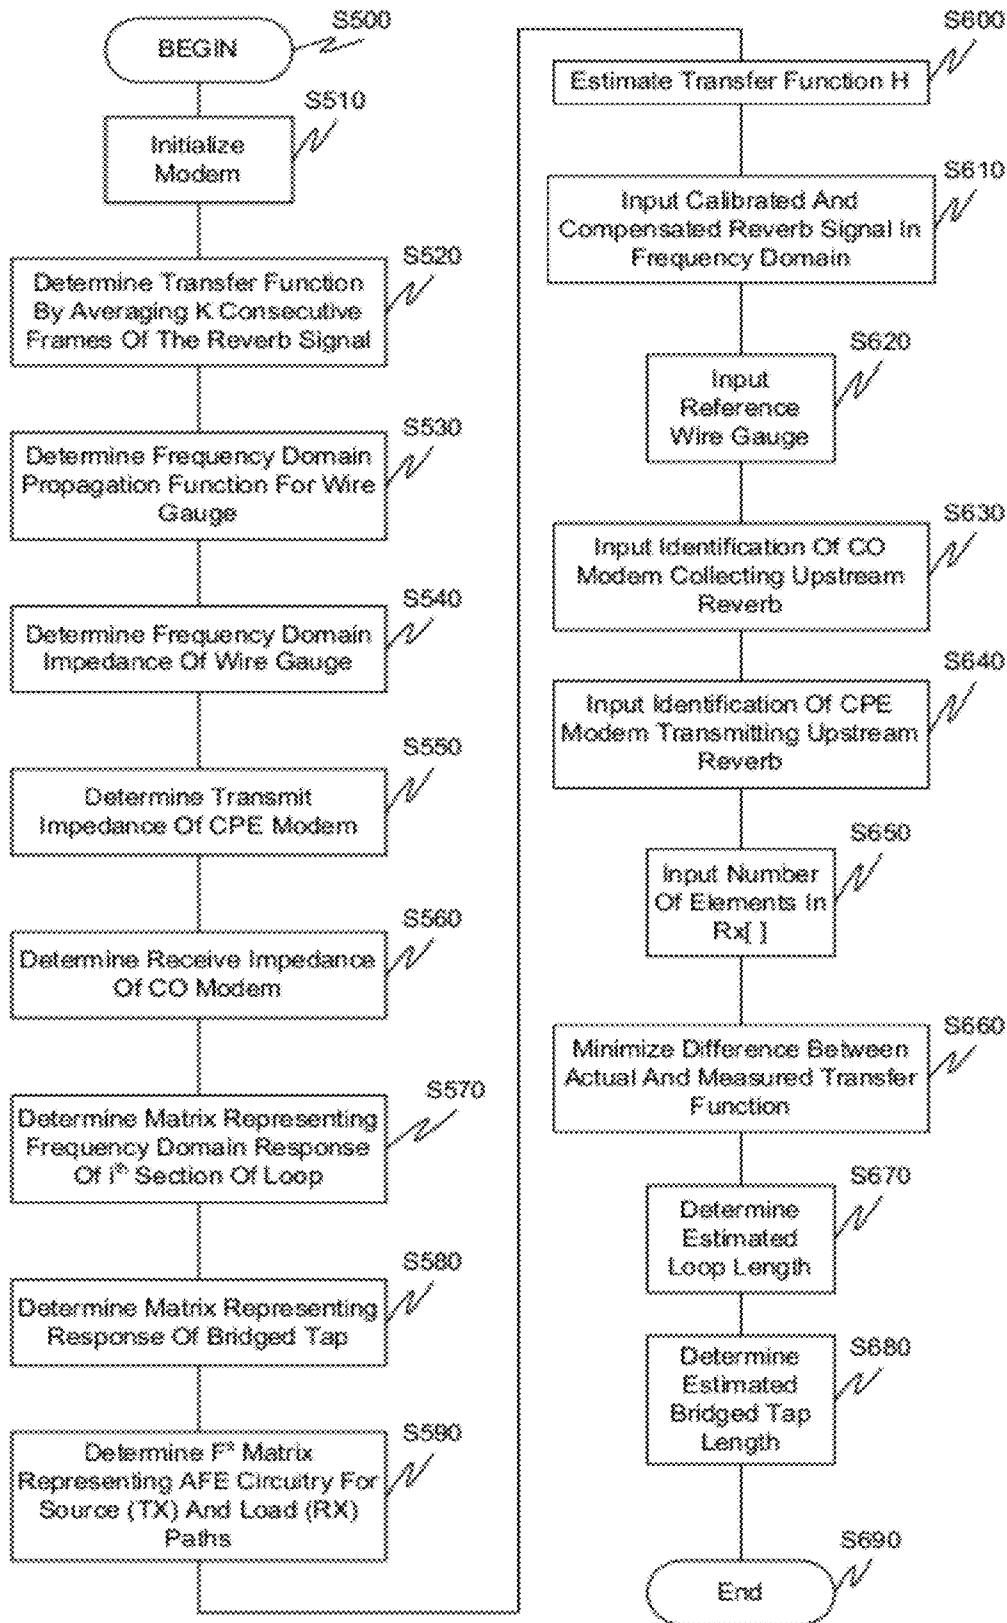 BEGIN
S500
S510
Initialize
Modem
S520
Determine Transfer Function
By Averaging K Consecutive
Frames Of The Reverb Signal
S530
Determine Frequency Domain
Propagation Function For Wire
Gauge
S540
Determine Frequency Domain
Impedance Of Wire Gauge
S550
Determine Transmit
Impedance Of CPE Modem
S560
Determine Receive Impedance
Of CO Modem
S570
Determine Matrix Representing
Frequency Domain Response
Of iᵗʰ Section Of Loop
S580
Determine Matrix Representing
Response Of Bridged Tap
S590
Determine Fˢ Matrix
Representing AFE Circuitry For
Source (TX) And Load (RX)
Paths
S600
Estimate Transfer Function H
S610
Input Calibrated And
Compensated Reverb Signal In
Frequency Domain
S620
Input
Reference
Wire Gauge
S630
Input Identification Of CO
Modem Collecting Upstream
Reverb
S640
Input Identification Of CPE
Modem Transmitting Upstream
Reverb
S650
Input Number
Of Elements In
Rx[ ]
S660
Minimize Difference Between
Actual And Measured Transfer
Function
S670
Determine
Estimated
Loop Length
S680
Determine
Estimated
Bridged Tap
Length
S690
End